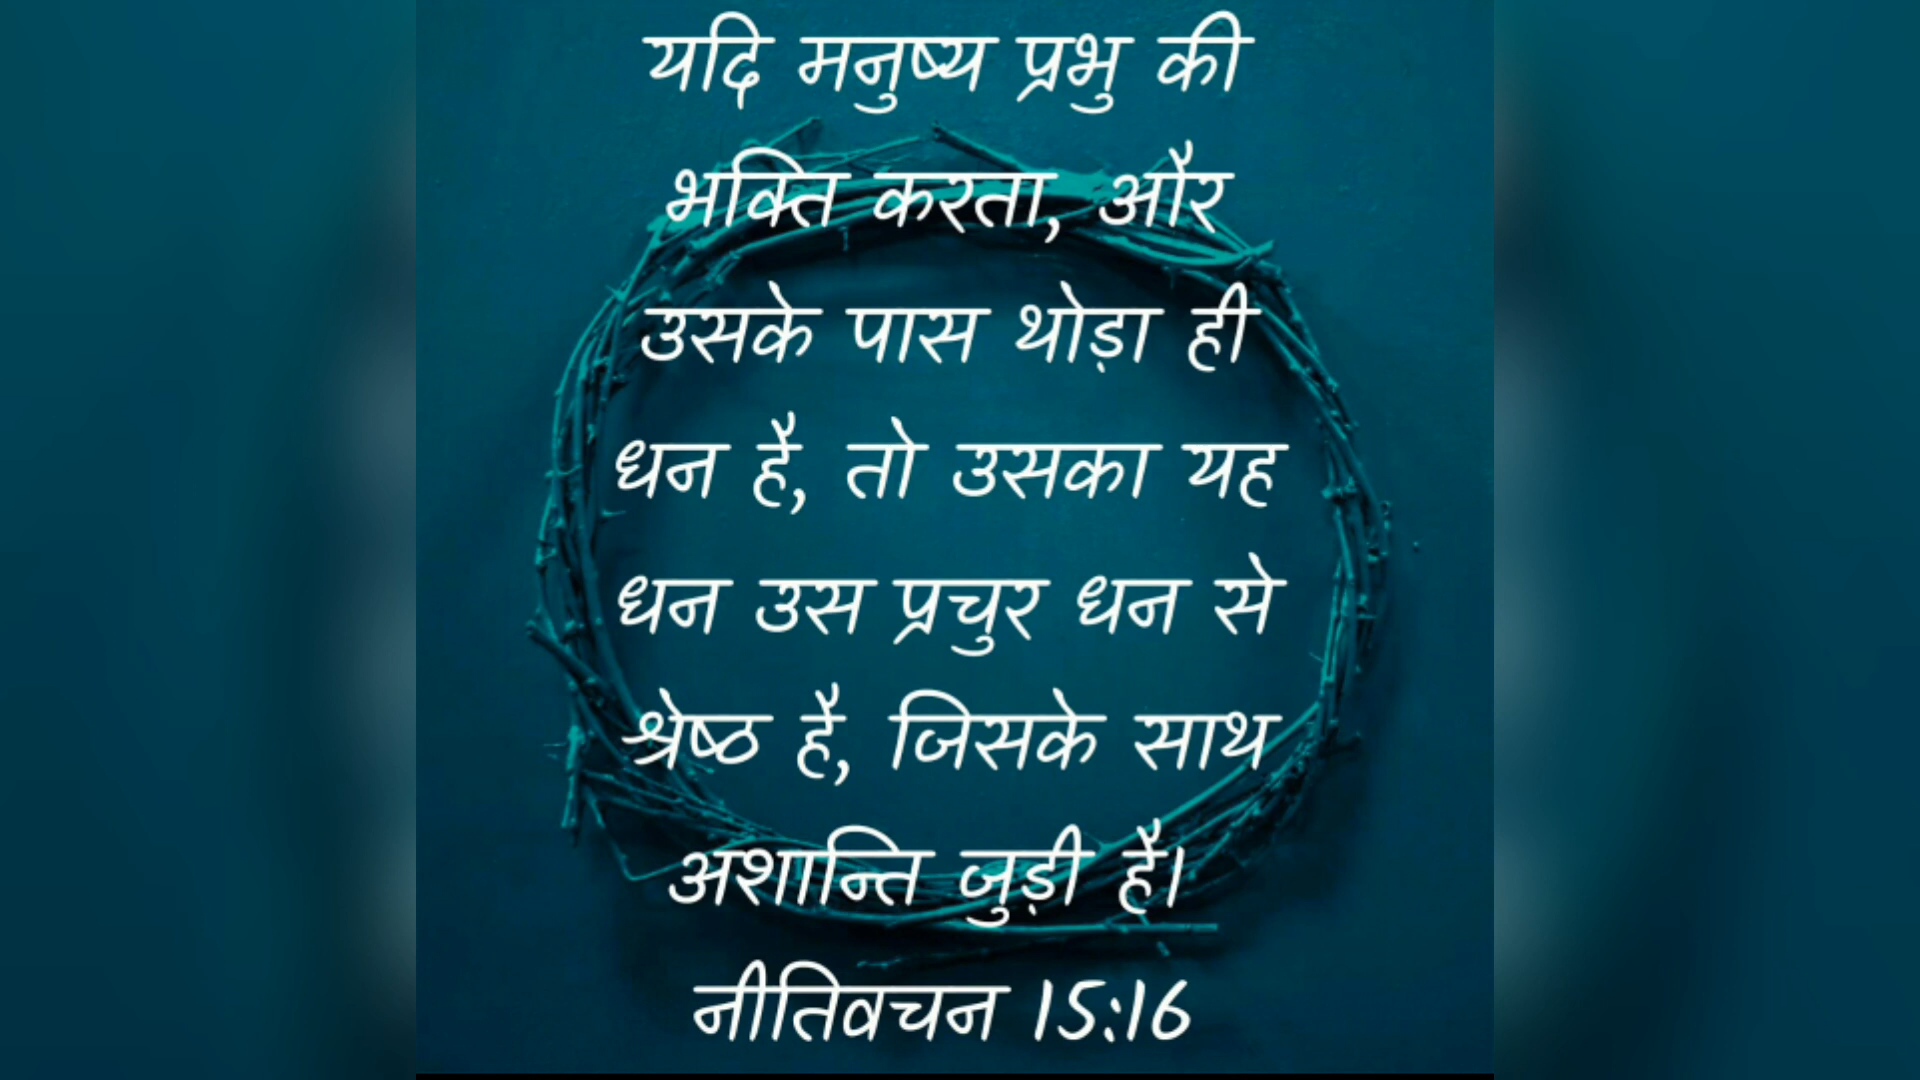 यदि मनुष्य प्रभु की
भक्ति करता, और
उसके पास थोड़ा ही
धन है, तो उसका यह
धन उस प्रचुर धन से
श्रेष्ठ है, जिसके साथ
अशान्ति जुड़ी है।
नीतिवचन 15:16